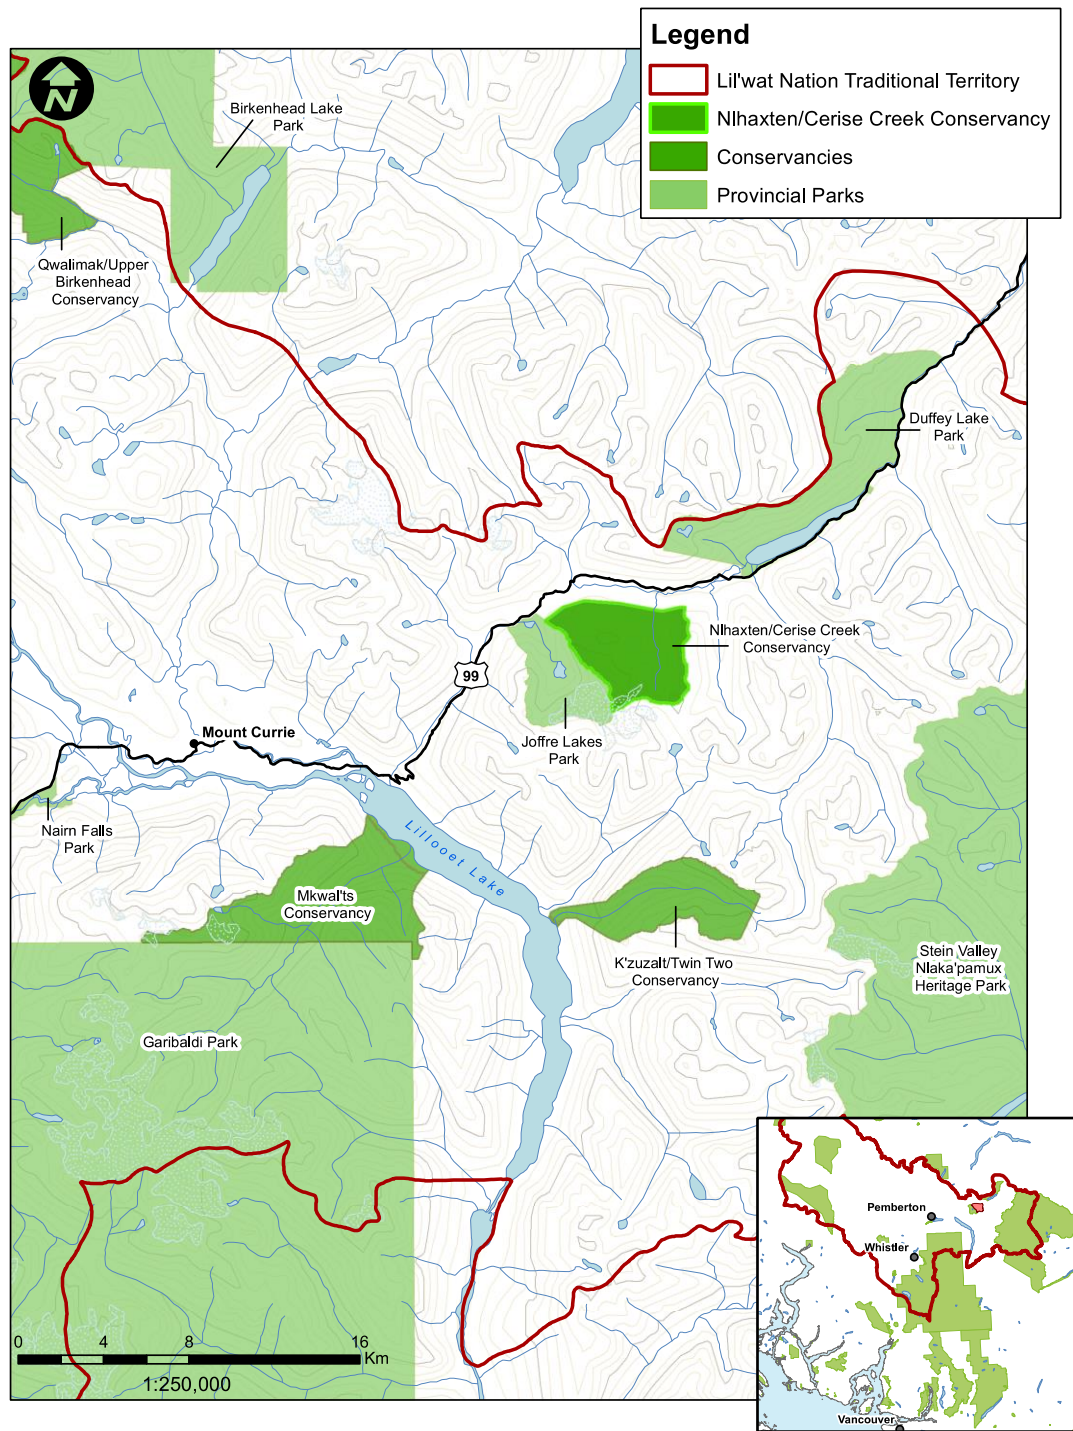 Legend
Lil'wat Nation Traditional Territory
Nlhaxten/Cerise Creek Conservancy
Conservancies
Provincial Parks
N
Birkenhead Lake
Park
Qwalimak/Upper
Birkenhead
Conservancy
Duffey Lake
Park
Nlhaxten/Cerise Creek
Conservancy
99
Joffre Lakes
Park
Mount Currie
Nairn Falls
Park
Lillooet Lake
Mkwal'ts
Conservancy
K'zuzalt/Twin Two
Conservancy
Stein Valley
Nlaka'pamux
Heritage Park
Garibaldi Park
Pemberton
Whistler
Vancouver
0 4 8 16
Km
1:250,000